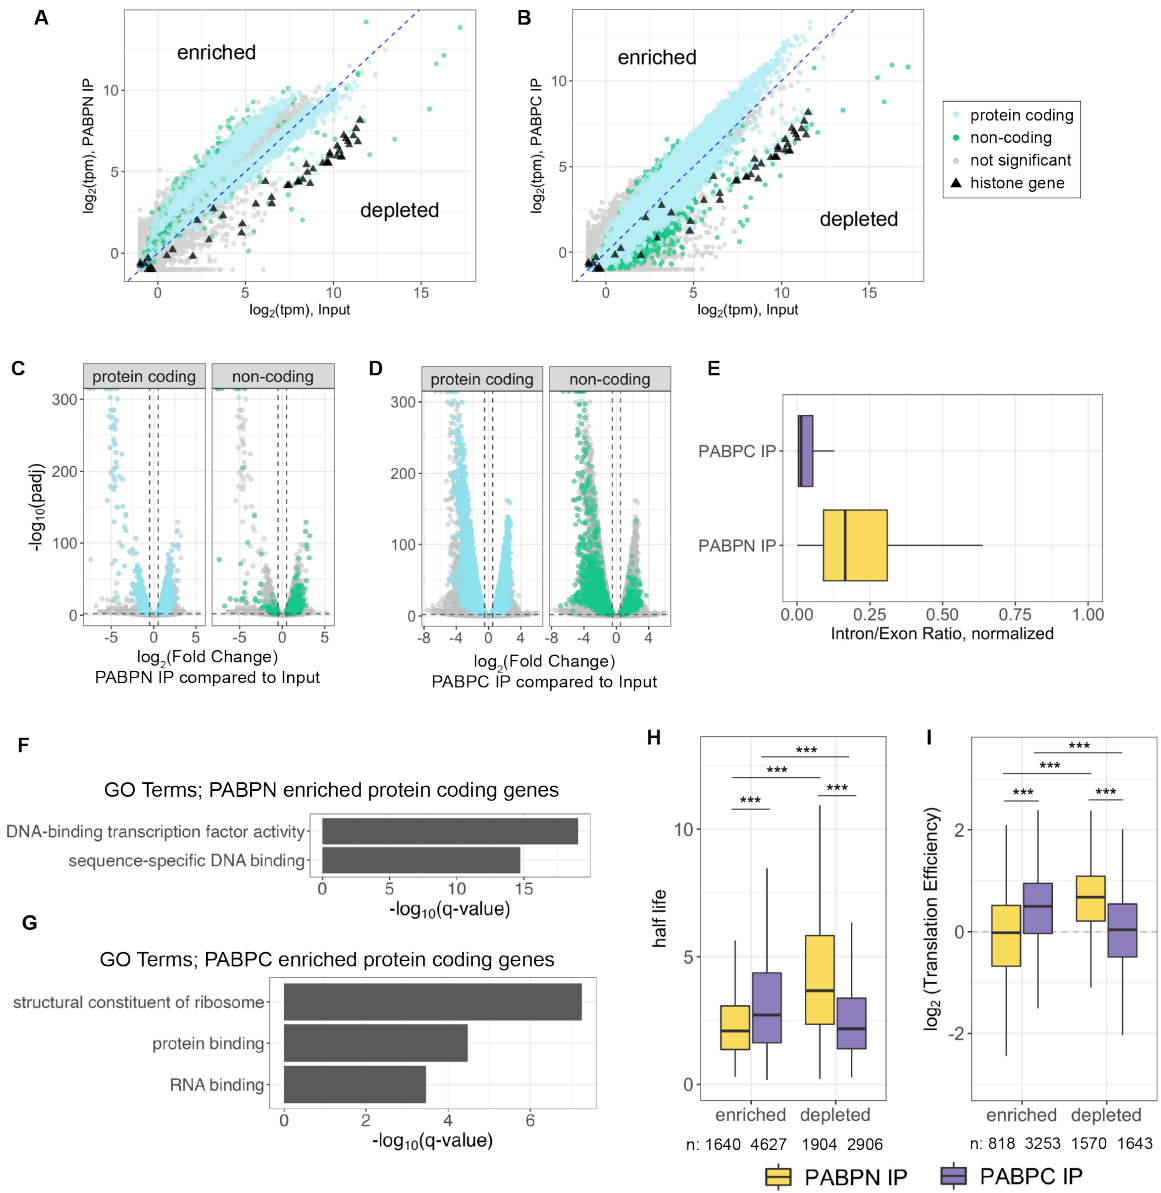 A
B
enriched
depleted
log2(tpm), PABPN IP
10
5
0
0
5
10
15
log2(tpm), Input
enriched
depleted
log2(tpm), PABPC IP
10
5
0
0
5
10
15
log2(tpm), Input
protein coding
non-coding
not significant
histone gene
C
D
E
protein coding
non-coding
-log10(padj)
300
200
100
0
-5
0
5
-5
0
5
log2(Fold Change)
PABPN IP compared to Input
protein coding
non-coding
300
200
100
0
-8
-4
0
4
-8
-4
0
4
log2(Fold Change)
PABPC IP compared to Input
PABPC IP
PABPN IP
0.00
0.25
0.50
0.75
1.00
Intron/Exon Ratio, normalized
F
GO Terms; PABPN enriched protein coding genes
DNA-binding transcription factor activity
sequence-specific DNA binding
0
5
10
15
-log10(q-value)
G
GO Terms; PABPC enriched protein coding genes
structural constituent of ribosome
protein binding
RNA binding
0
2
4
6
-log10(q-value)
H
***
***
***
***
half life
10
5
0
enriched
depleted
n: 1640 4627 1904 2906
I
***
***
***
***
log2 (Translation Efficiency)
2
0
-2
enriched
depleted
n: 818 3253 1570 1643
PABPN IP
PABPC IP